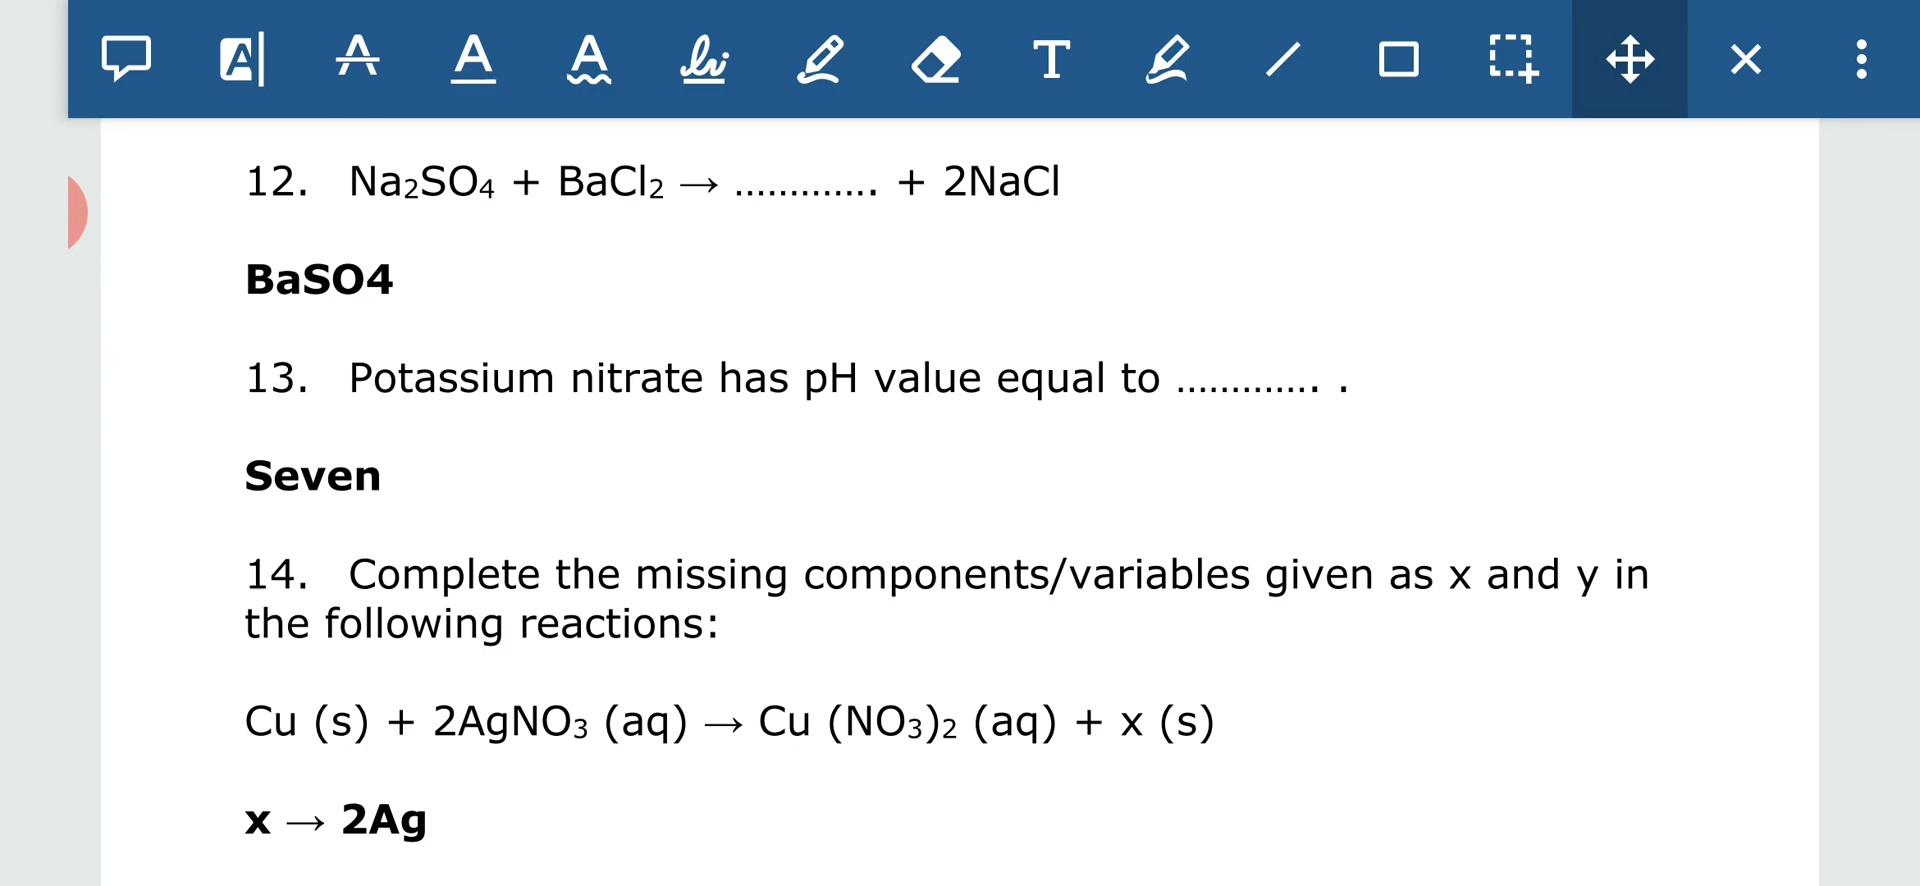 12. Na₂SO₄ + BaCl₂ → ............. + 2NaCl
BaSO4
13. Potassium nitrate has pH value equal to ............. .
Seven
14. Complete the missing components/variables given as x and y in
the following reactions:
Cu (s) + 2AgNO₃ (aq) → Cu (NO₃)₂ (aq) + x (s)
x → 2Ag